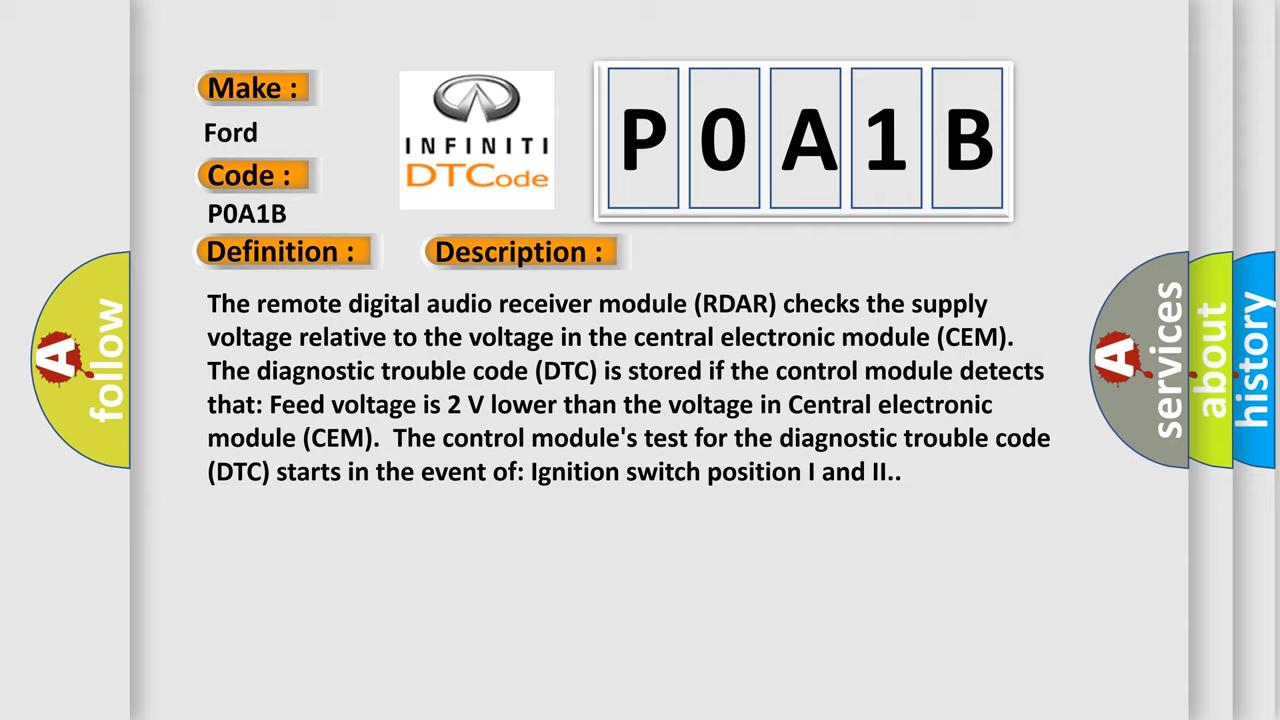 Make :
Ford
Code :
P0A1B
INFINITI
DTCode
P0A1B
Definition :
Description :
The remote digital audio receiver module (RDAR) checks the supply
voltage relative to the voltage in the central electronic module (CEM).
The diagnostic trouble code (DTC) is stored if the control module detects
that: Feed voltage is 2 V lower than the voltage in Central electronic
module (CEM).  The control module's test for the diagnostic trouble code
(DTC) starts in the event of: Ignition switch position I and II..
A follow
A services
about
history